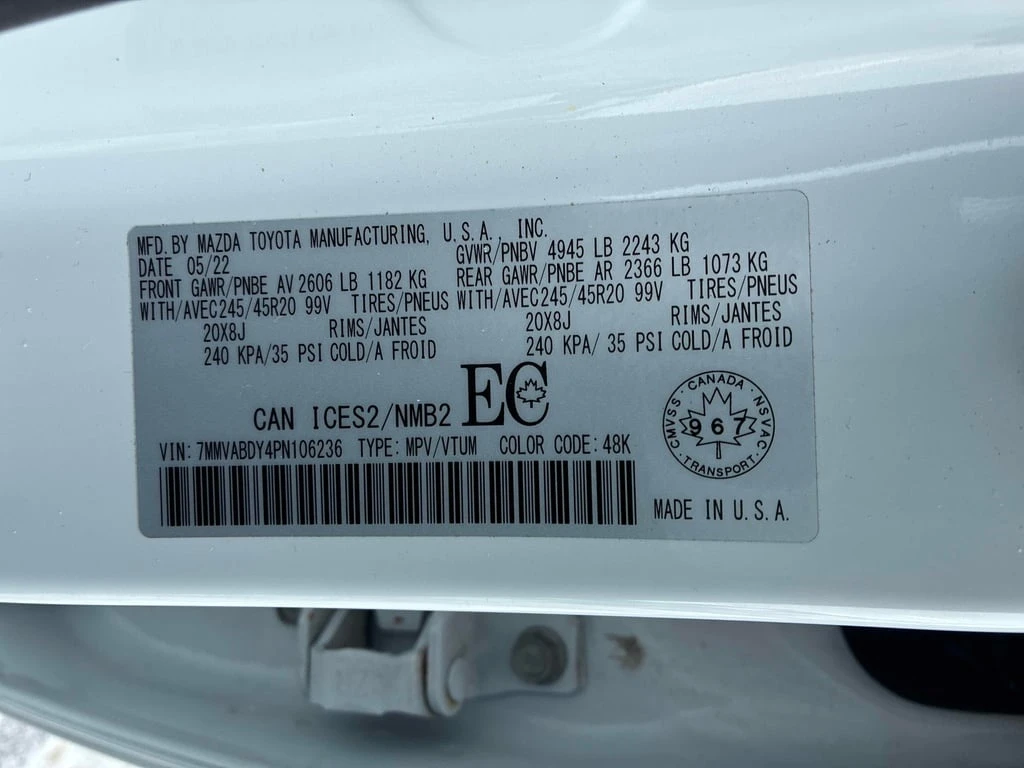 MFD. BY MAZDA TOYOTA MANUFACTURING, U.S.A. INC.
DATE 05/22 GVWR/PNBV 4945 LB 2243 KG
FRONT GAWR/PNBE AV 2606 LB 1182 KG REAR GAWR/PNBE AR 2366 LB 1073 KG
WITH/AVEC 245/45R20 99V TIRES/PNEUS WITH/AVEC 245/45R20 99V TIRES/PNEUS
20X8J RIMS/JANTES 20X8J RIMS/JANTES
240 KPA/35 PSI COLD/A FROID 240 KPA/ 35 PSI COLD/A FROID
CAN ICES2/NMB2 EC
CANADA
CMVSS NSVAC
967
TRANSPORT
VIN: 7MMVABDY4PN106236 TYPE: MPV/VTUM COLOR CODE: 48K
MADE IN U.S.A.